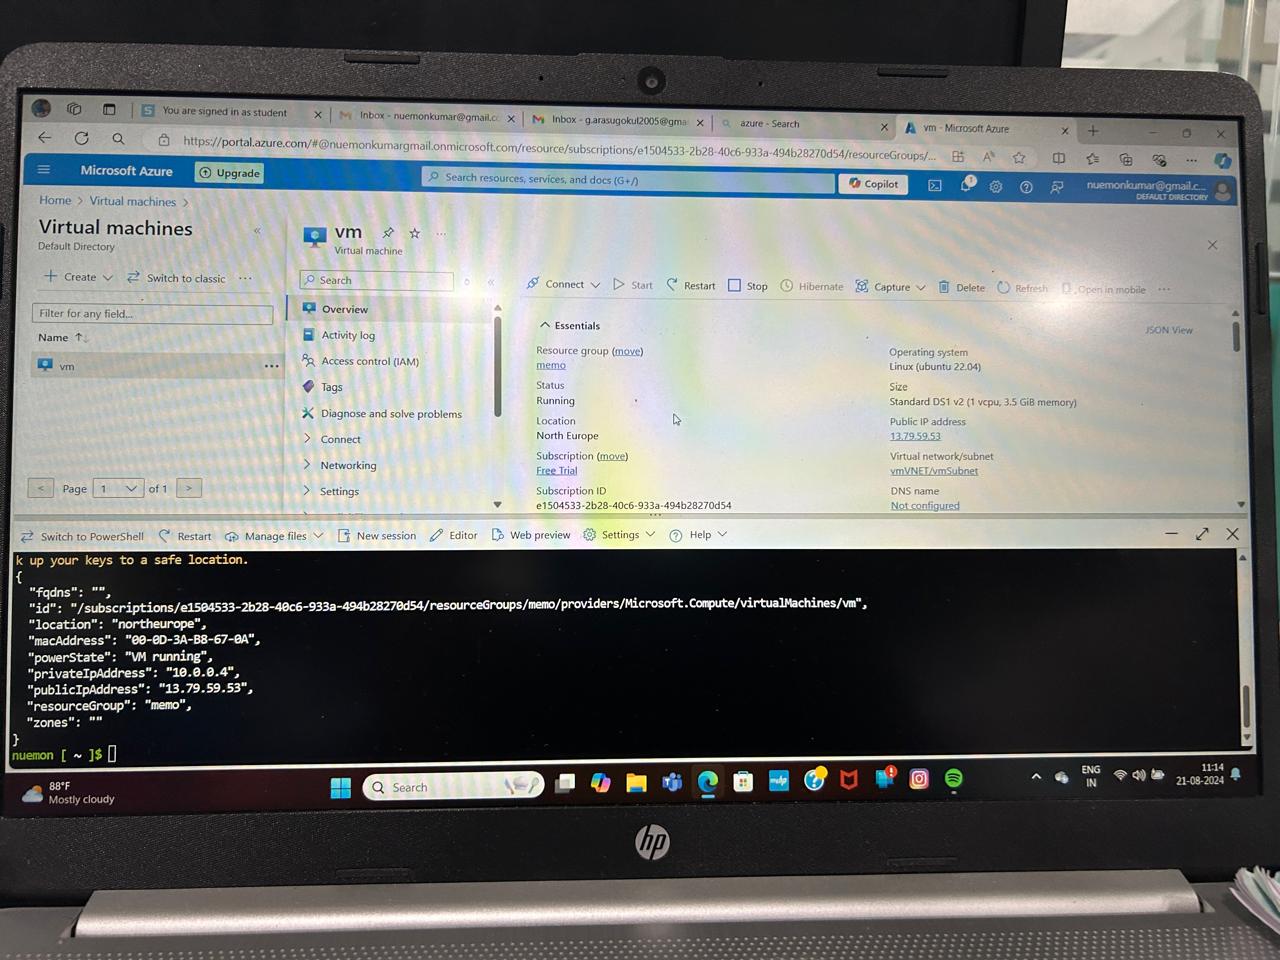 You are signed in as student
Inbox - nuemonkumar@gmail.cc
Inbox - g.arasugokul2005@gma
azure - Search
vm - Microsoft Azure
https://portal.azure.com/#@nuemonkumargmail.onmicrosoft.com/resource/subscriptions/e1504533-2b28-40c6-933a-494b28270d54/resourceGroups/...
Microsoft Azure
Upgrade
Search resources, services, and docs (G+/)
Copilot
1
nuemonkumar@gmail.c...
DEFAULT DIRECTORY
Home > Virtual machines >
Virtual machines
Default Directory
Create
Switch to classic
Filter for any field...
Name
vm
Page 1 of 1
vm
Virtual machine
Search
Overview
Activity log
Access control (IAM)
Tags
Diagnose and solve problems
Connect
Networking
Settings
Connect
Start
Restart
Stop
Hibernate
Capture
Delete
Refresh
Open in mobile
Essentials
JSON View
Resource group (move)
memo
Status
Running
Location
North Europe
Subscription (move)
Free Trial
Subscription ID
e1504533-2b28-40c6-933a-494b28270d54
Operating system
Linux (ubuntu 22.04)
Size
Standard DS1 v2 (1 vcpu, 3.5 GiB memory)
Public IP address
13.79.59.53
Virtual network/subnet
vmVNET/vmSubnet
DNS name
Not configured
Switch to PowerShell
Restart
Manage files
New session
Editor
Web preview
Settings
Help
k up your keys to a safe location.
{
"fqdns": "",
"id": "/subscriptions/e1504533-2b28-40c6-933a-494b28270d54/resourceGroups/memo/providers/Microsoft.Compute/virtualMachines/vm",
"location": "northeurope",
"macAddress": "00-0D-3A-B8-67-0A",
"powerState": "VM running",
"privateIpAddress": "10.0.0.4",
"publicIpAddress": "13.79.59.53",
"resourceGroup": "memo",
"zones": ""
}
nuemon [ ~ ]$
88°F
Mostly cloudy
Search
ENG
IN
11:14
21-08-2024
hp